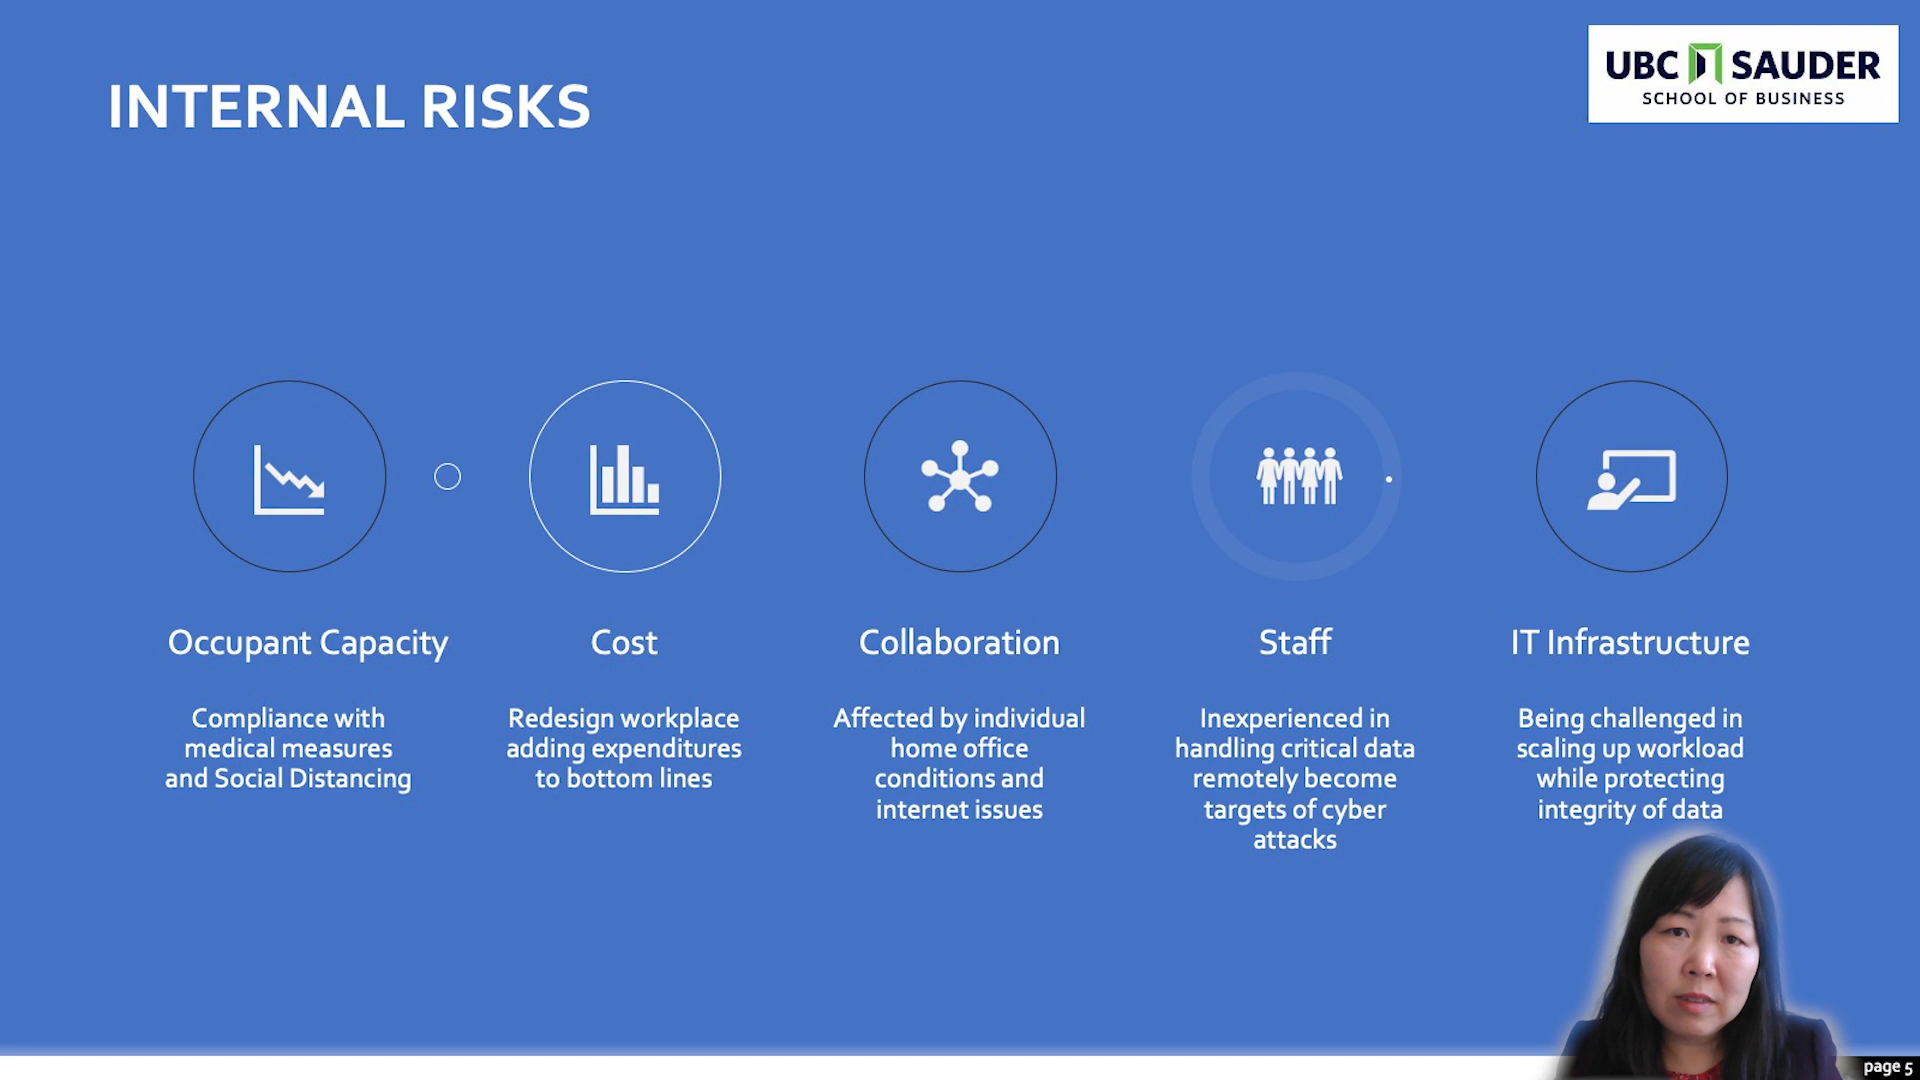 INTERNAL RISKS
UBC SAUDER
SCHOOL OF BUSINESS
Occupant Capacity
Compliance with
medical measures
and Social Distancing
Cost
Redesign workplace
adding expenditures
to bottom lines
Collaboration
Affected by individual
home office
conditions and
internet issues
Staff
Inexperienced in
handling critical data
remotely become
targets of cyber
attacks
IT Infrastructure
Being challenged in
scaling up workload
while protecting
integrity of data
page 5